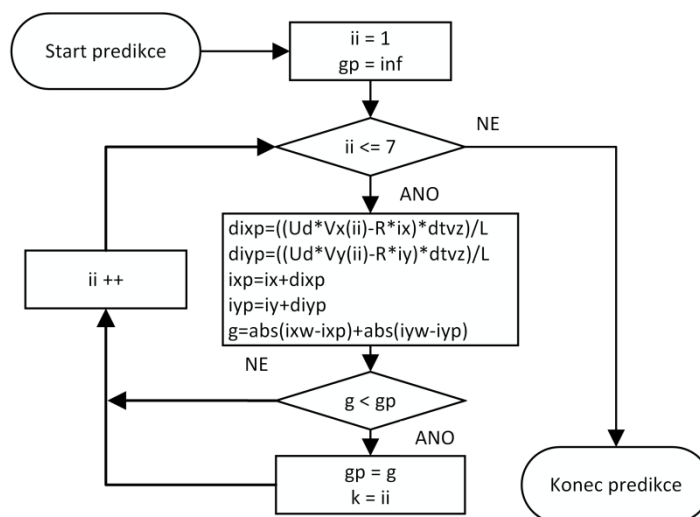 Start predikce
ii = 1
gp = inf
NE
ii <= 7
ANO
dixp=((Ud*Vx(ii)-R*ix)*dtvz)/L
diyp=((Ud*Vy(ii)-R*iy)*dtvz)/L
ixp=ix+dixp
iyp=iy+diyp
g=abs(ixw-ixp)+abs(iyw-iyp)
ii ++
NE
g < gp
ANO
gp = g
k = ii
Konec predikce